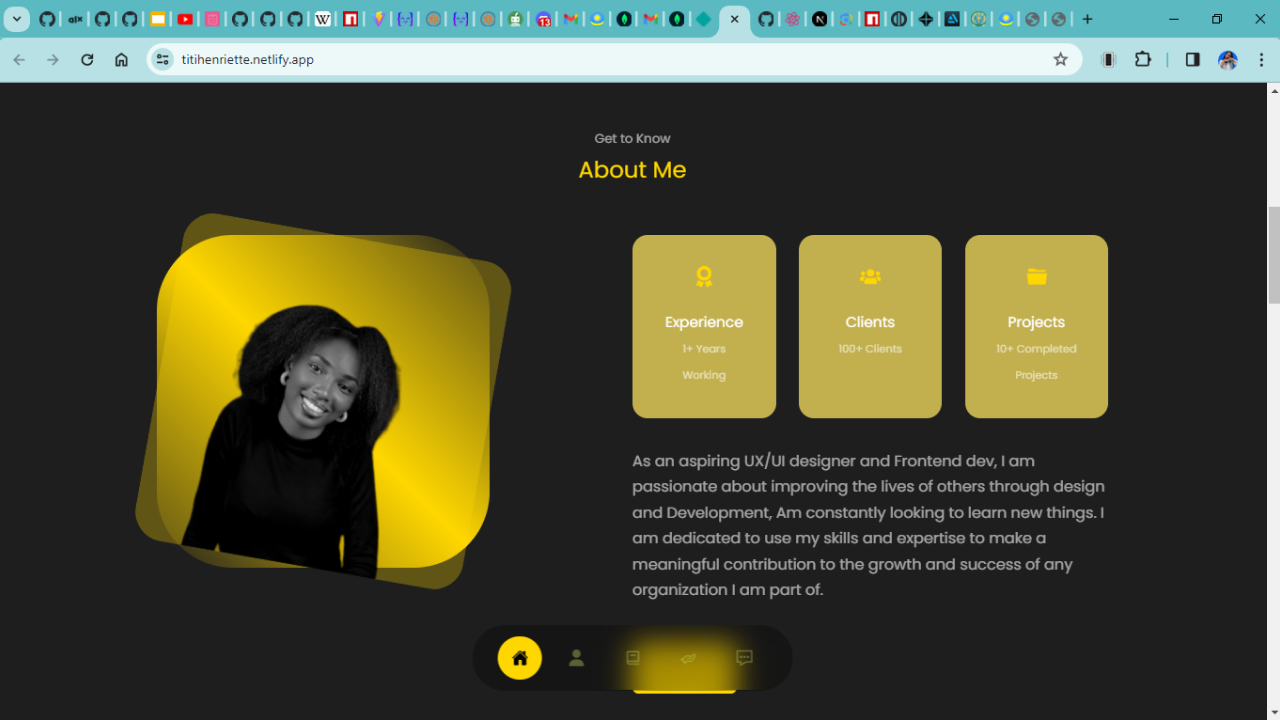 titihenriette.netlify.app
Get to Know
About Me
Experience
1+ Years
Working
Clients
100+ Clients
Projects
10+ Completed
Projects
As an aspiring UX/UI designer and Frontend dev, I am
passionate about improving the lives of others through design
and Development, Am constantly looking to learn new things. I
am dedicated to use my skills and expertise to make a
meaningful contribution to the growth and success of any
organization I am part of.